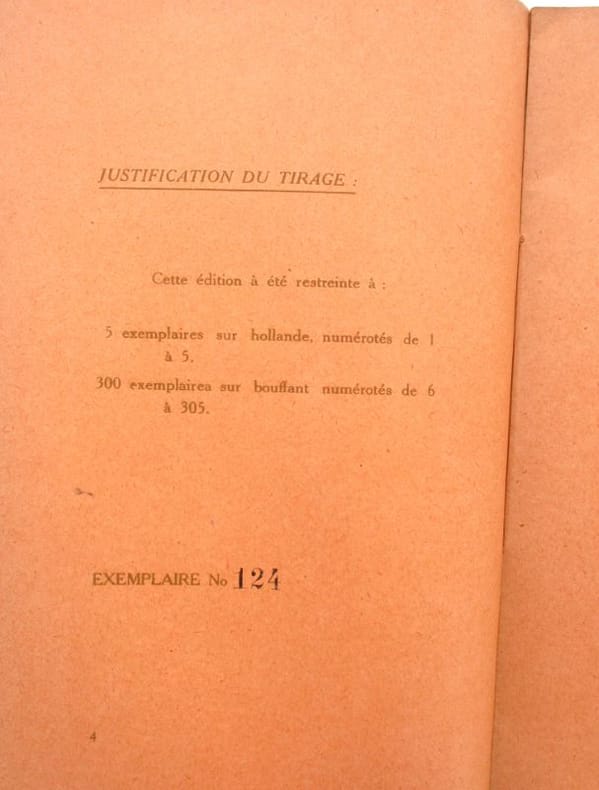 JUSTIFICATION DU TIRAGE :
Cette édition à été restreinte à :
5 exemplaires sur hollande, numérotés de 1
à 5.
300 exemplairea sur bouffant numérotés de 6
à 305.
EXEMPLAIRE No 124
4